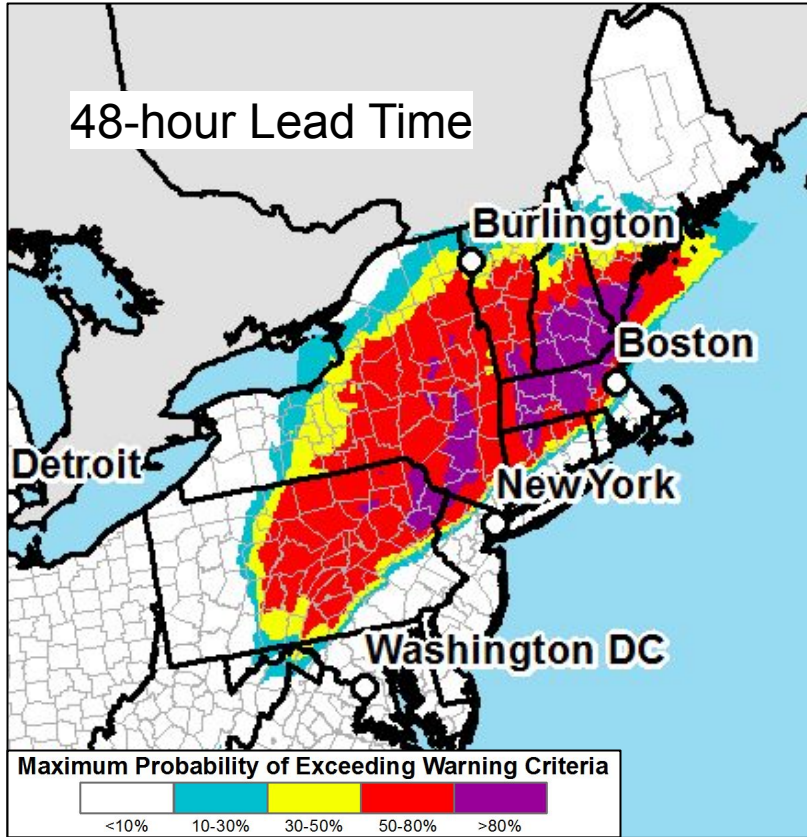 48-hour Lead Time
Burlington
Boston
Detroit
New York
Washington DC
Maximum Probability of Exceeding Warning Criteria
<10% 10-30% 30-50% 50-80% >80%